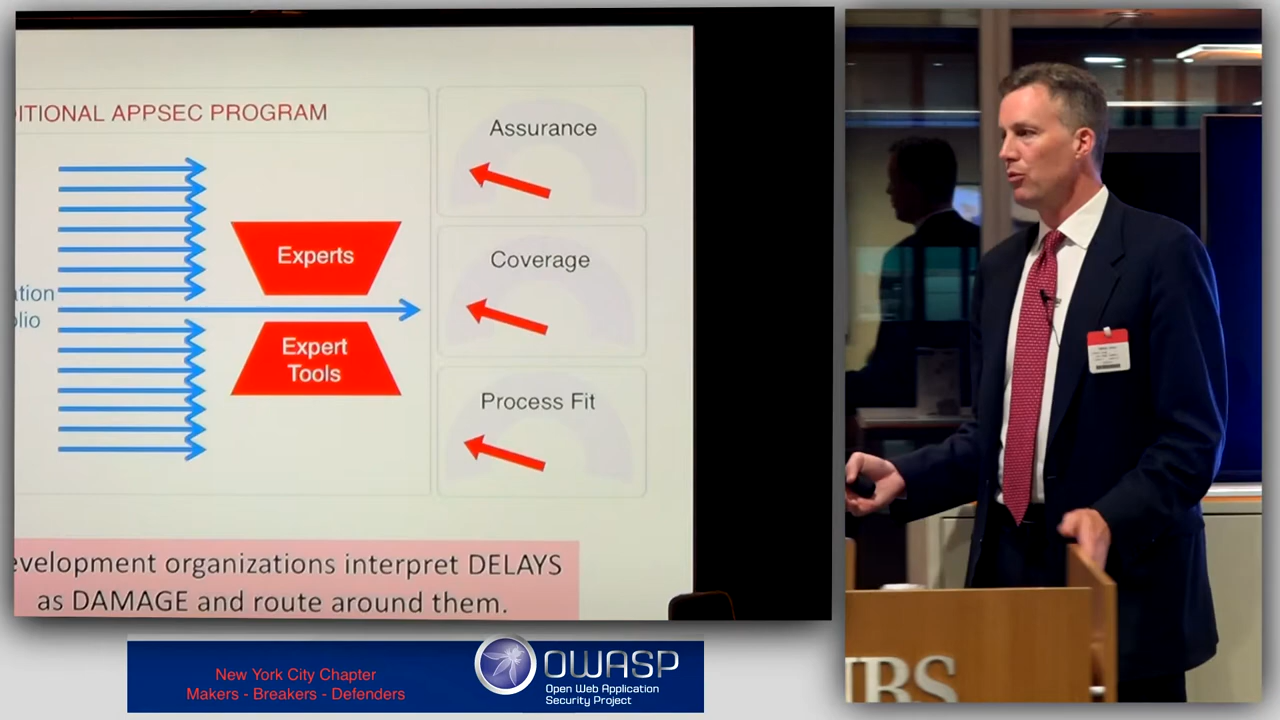 DITIONAL APPSEC PROGRAM
Experts
ation
olio
Expert
Tools
Assurance
Coverage
Process Fit
evelopment organizations interpret DELAYS
as DAMAGE and route around them.
New York City Chapter
Makers - Breakers - Defenders
OWASP
Open Web Application
Security Project
UBS